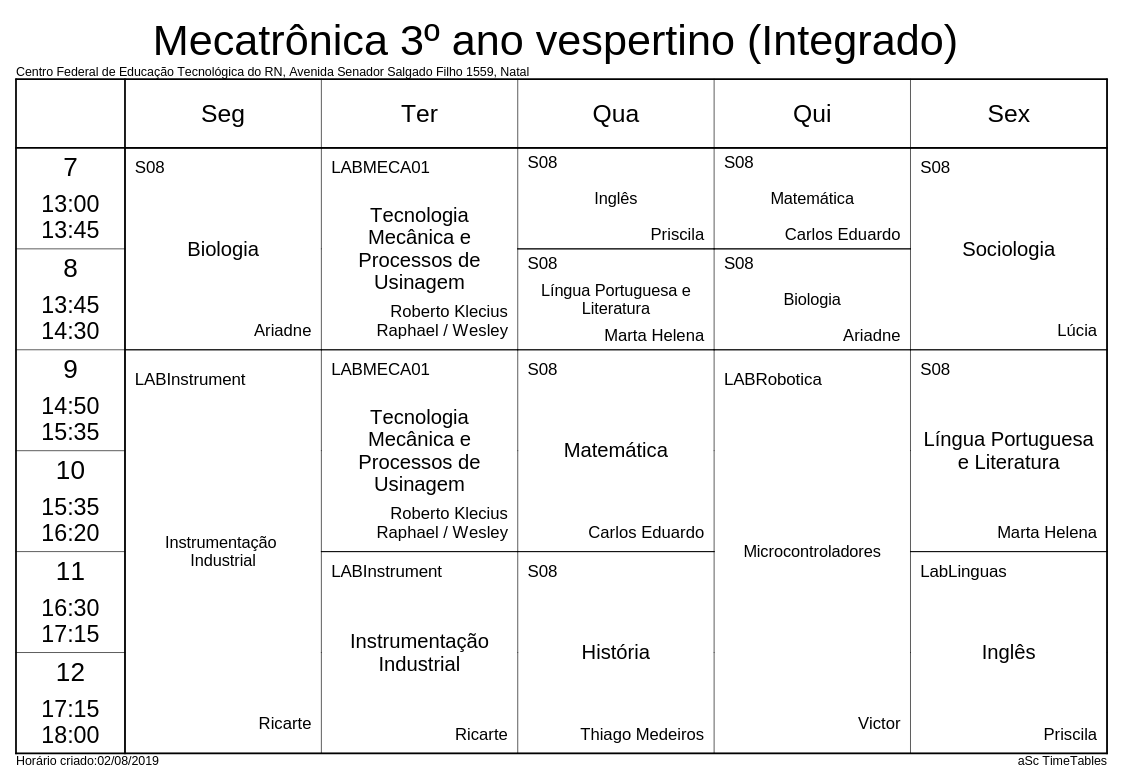 Mecatrônica 3º ano vespertino (Integrado)
Centro Federal de Educação Tecnológica do RN, Avenida Senador Salgado Filho 1559, Natal
Seg
Ter
Qua
Qui
Sex
7
13:00
13:45
S08
Biologia
Ariadne
LABMECA01
Tecnologia
Mecânica e
Processos de
Usinagem
Roberto Klecius
Raphael / Wesley
S08
Inglês
Priscila
S08
Matemática
Carlos Eduardo
S08
Sociologia
Lúcia
8
13:45
14:30
S08
Língua Portuguesa e
Literatura
Marta Helena
S08
Biologia
Ariadne
9
14:50
15:35
LABInstrument
Instrumentação
Industrial
Ricarte
LABMECA01
Tecnologia
Mecânica e
Processos de
Usinagem
Roberto Klecius
Raphael / Wesley
S08
Matemática
Carlos Eduardo
LABRobotica
Microcontroladores
Victor
S08
Língua Portuguesa
e Literatura
Marta Helena
10
15:35
16:20
11
16:30
17:15
LABInstrument
Instrumentação
Industrial
Ricarte
S08
História
Thiago Medeiros
LabLinguas
Inglês
Priscila
12
17:15
18:00
Horário criado:02/08/2019
aSc TimeTables